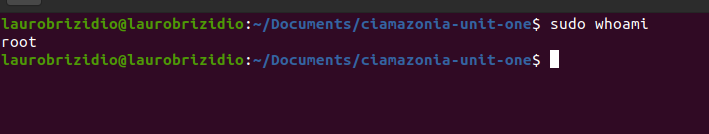 laurobrizidio@laurobrizidio:~/Documents/ciamazonia-unit-one$ sudo whoami
root
laurobrizidio@laurobrizidio:~/Documents/ciamazonia-unit-one$